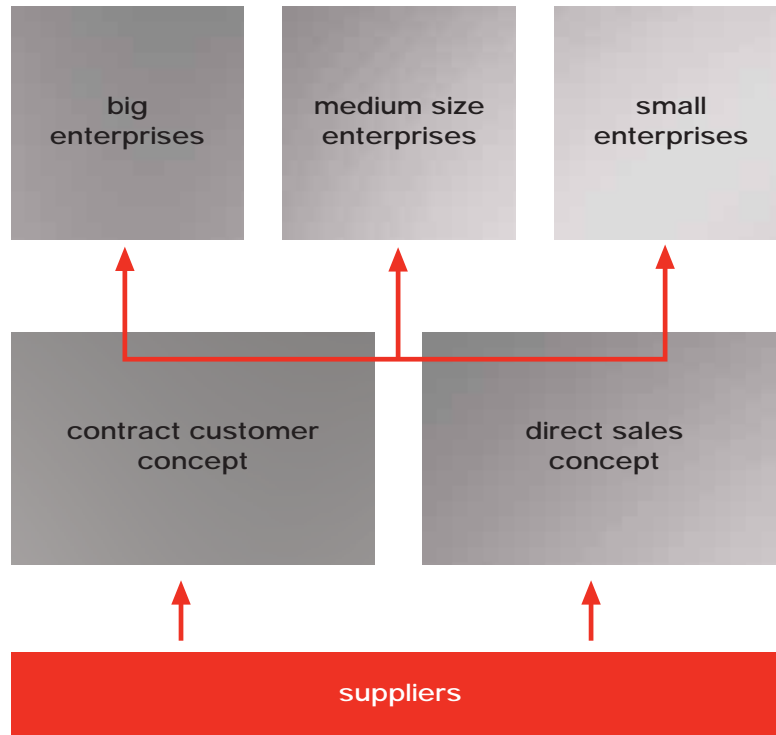 big
enterprises
medium size
enterprises
small
enterprises
contract customer
concept
direct sales
concept
suppliers